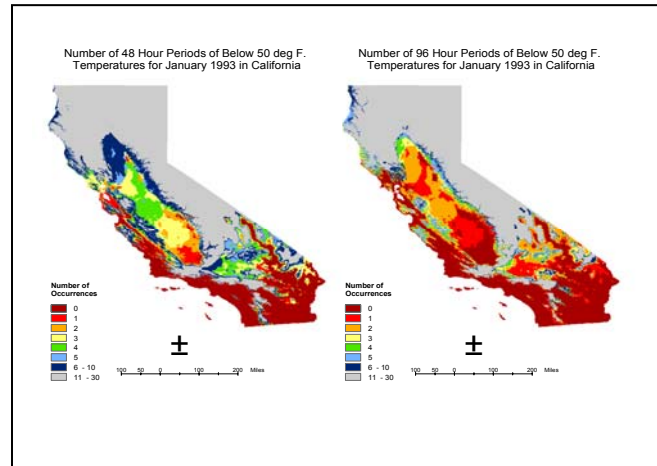 Number of 48 Hour Periods of Below 50 deg F.
Temperatures for January 1993 in California
Number of
Occurrences
0
1
2
3
4
5
6 - 10
11 - 30
±
100 50 0 100 200 Miles
Number of 96 Hour Periods of Below 50 deg F.
Temperatures for January 1993 in California
Number of
Occurrences
0
1
2
3
4
5
6 - 10
11 - 30
±
100 50 0 100 200 Miles